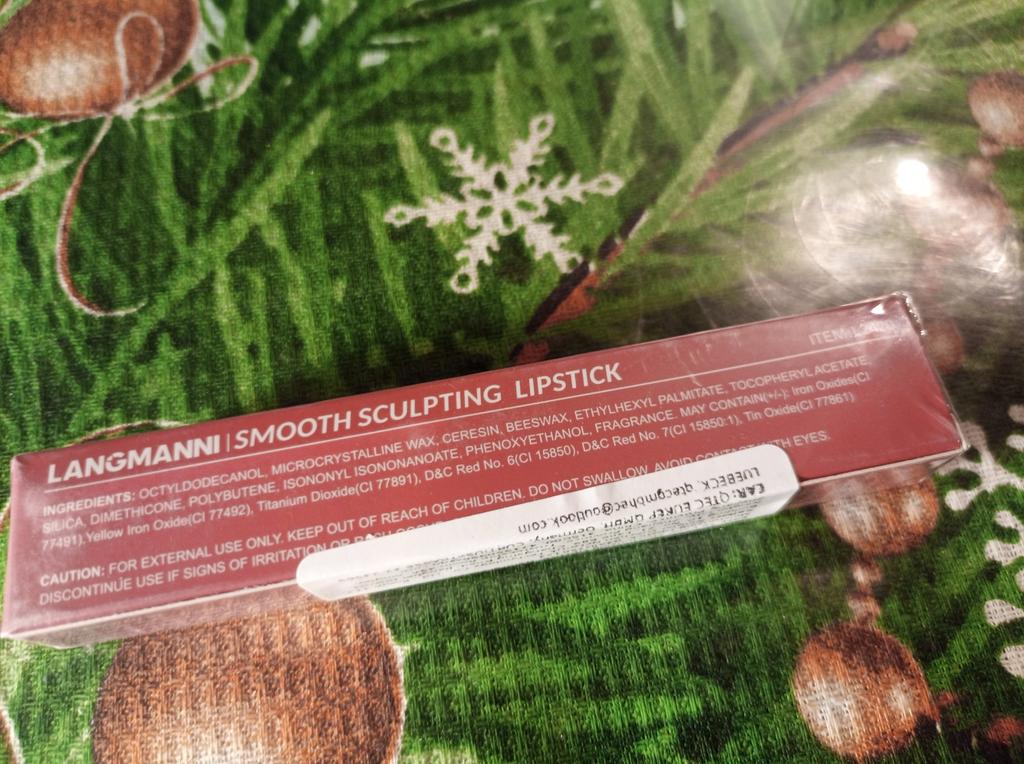 LANGMANNI | SMOOTH SCULPTING LIPSTICK
INGREDIENTS: OCTYLDODECANOL, MICROCRYSTALLINE WAX, CERESIN, BEESWAX, ETHYLHEXYL PALMITATE, TOCOPHERYL ACETATE,
SILICA, DIMETHICONE, POLYBUTENE, ISONONYL ISONONANOATE, PHENOXYETHANOL, FRAGRANCE. MAY CONTAIN(+/-): Iron Oxides(CI
77491),Yellow Iron Oxide(CI 77492), Titanium Dioxide(CI 77891), D&C Red No. 6(CI 15850), D&C Red No. 7(CI 15850:1), Tin Oxide(CI 77861)
CAUTION: FOR EXTERNAL USE ONLY. KEEP OUT OF REACH OF CHILDREN. DO NOT SWALLOW. AVOID EYES.
DISCONTINUE USE IF SIGNS OF IRRITATION OR
EAR: QTEC GMBH
LUEBECK, Germany
qtecgmbhec@outlook.com